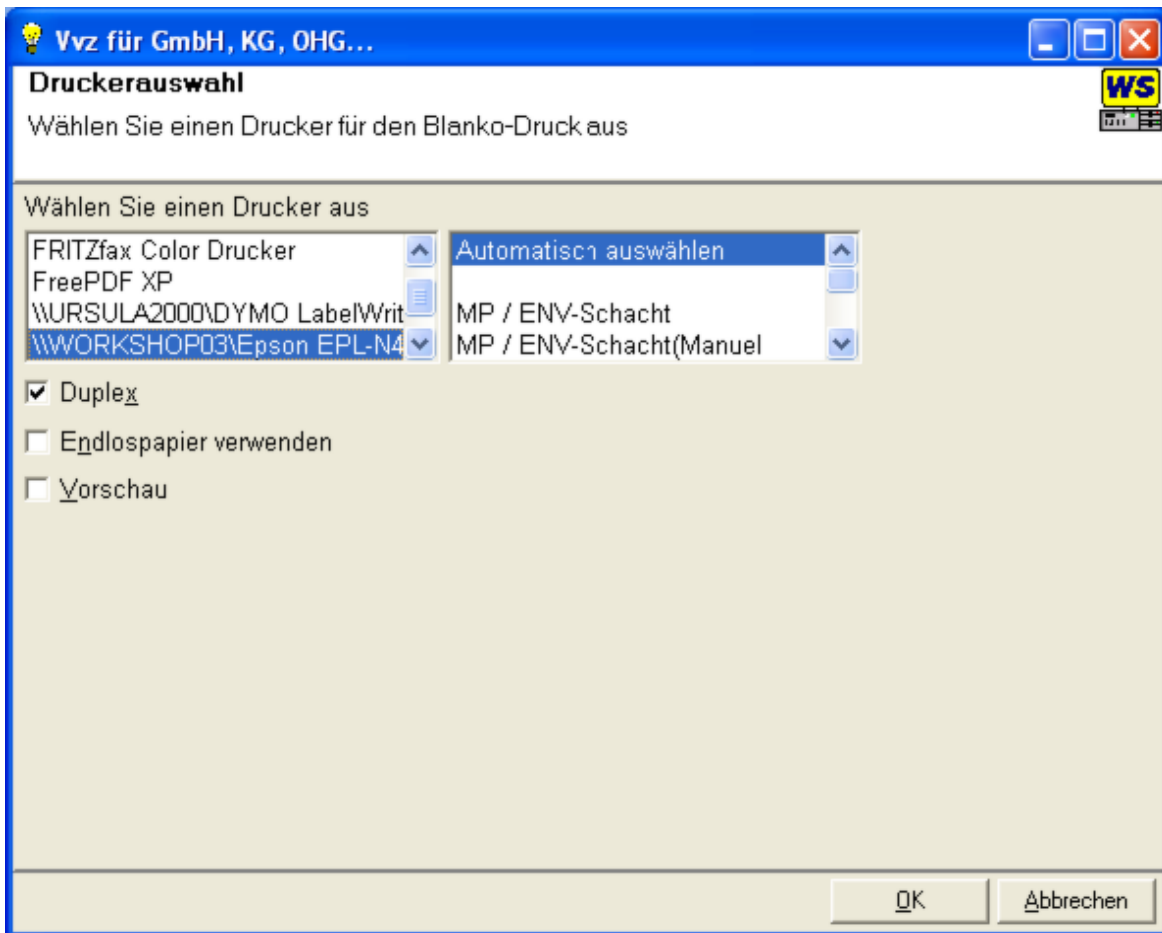 Vvz für GmbH, KG, OHG...
Druckerauswahl
WS
Wählen Sie einen Drucker für den Blanko-Druck aus
Wählen Sie einen Drucker aus
FRITZfax Color Drucker
FreePDF XP
\\URSULA2000\DYMO LabelWrit
\\WORKSHOP03\Epson EPL-N4
Automatisch auswählen
MP / ENV-Schacht
MP / ENV-Schacht(Manuel
Duplex
Endlospapier verwenden
Vorschau
OK
Abbrechen